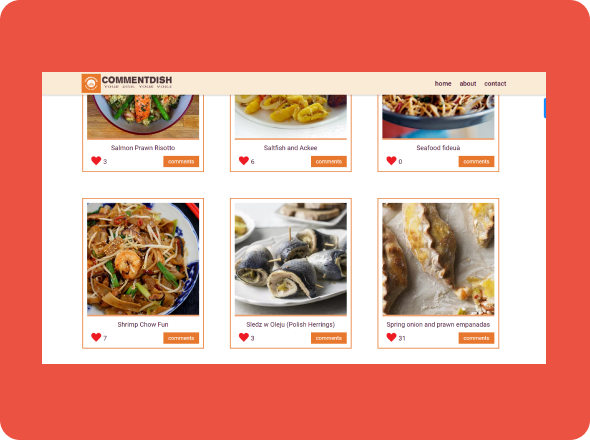 COMMENTDISH
YOUR DISH, YOUR VOICE
home about contact
Salmon Prawn Risotto
3 comments
Saltfish and Ackee
6 comments
Seafood fideuà
0 comments
Shrimp Chow Fun
7 comments
Sledz w Oleju (Polish Herrings)
3 comments
Spring onion and prawn empanadas
31 comments